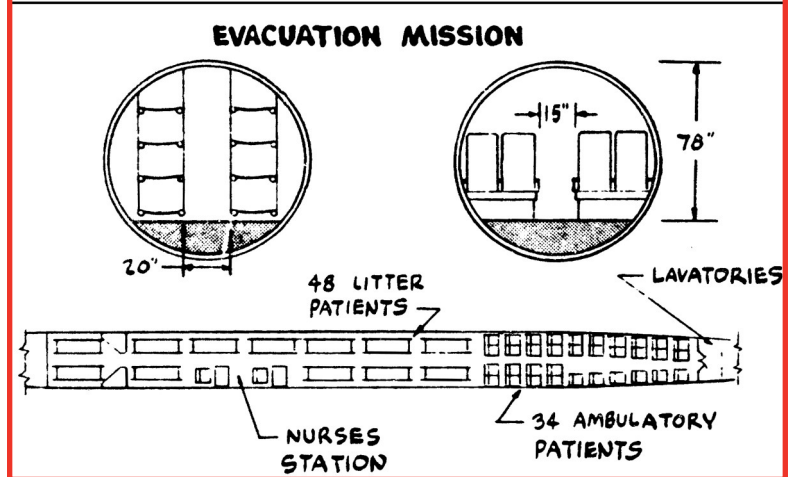 EVACUATION MISSION
15"
78"
20"
48 LITTER
PATIENTS
LAVATORIES
NURSES
STATION
34 AMBULATORY
PATIENTS